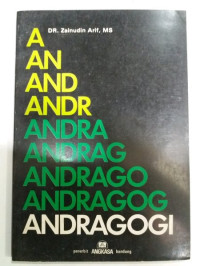 DR. Zainudin Arif, MS
A
AN
AND
ANDR
ANDRA
ANDRAG
ANDRAGO
ANDRAGOG
ANDRAGOGI
penerbit ANGKASA bandung